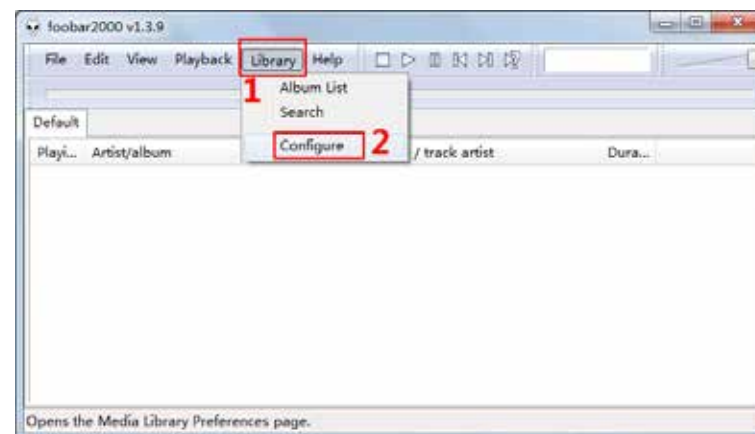 foobar2000 v1.3.9
File Edit View Playback Library Help
1
Album List
Search
Default
Configure 2
Playi... Artist/album / track artist Dura...
Opens the Media Library Preferences page.